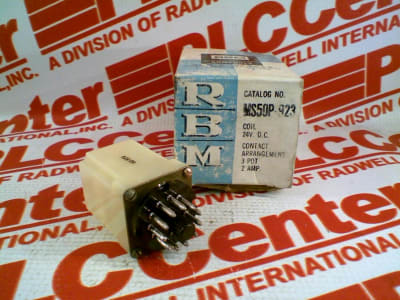 PLCCenter
A DIVISION OF RADWELL INTERNATIONAL, INC.
RBM
CATALOG NO.
MS50P-923
COIL
24V. D.C.
CONTACT
ARRANGEMENT
3 PDT
2 AMP.